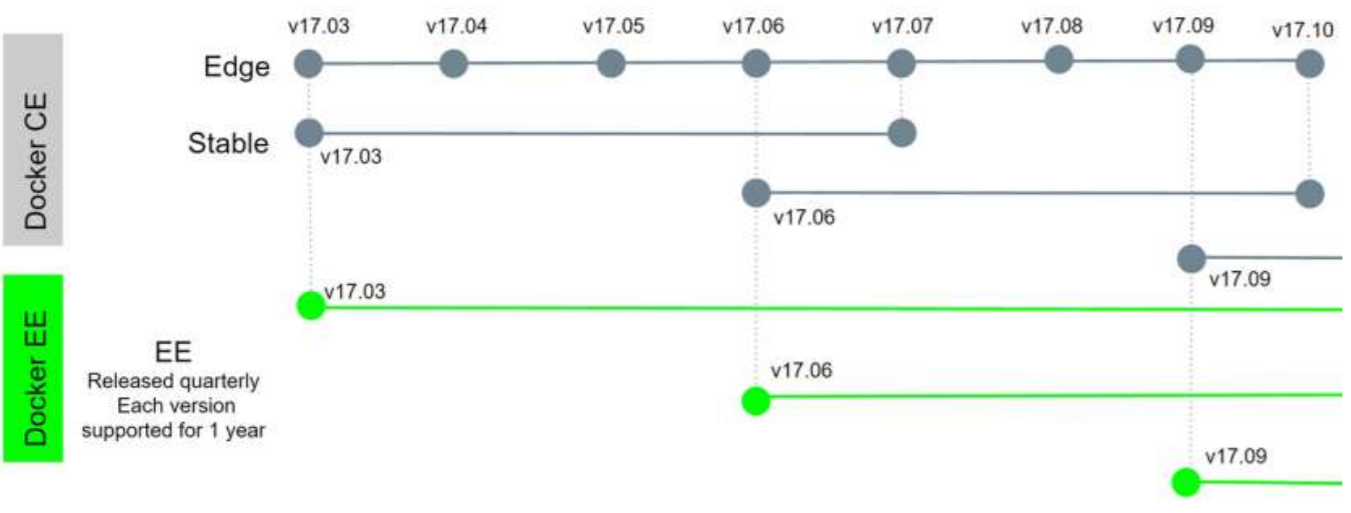 v17.03 v17.04 v17.05 v17.06 v17.07 v17.08 v17.09 v17.10
Edge
Docker CE
Stable
v17.03
v17.06
v17.09
v17.03
Docker EE
EE
Released quarterly
Each version
supported for 1 year
v17.06
v17.09